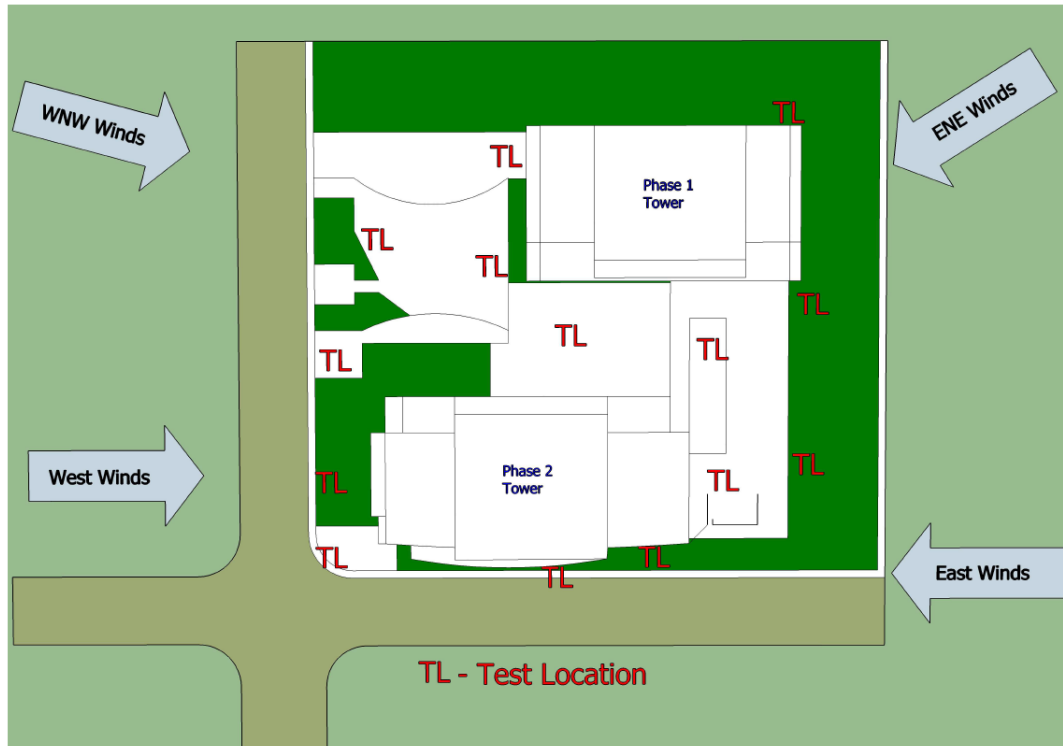 WNW Winds
ENE Winds
TL
TL
Phase 1
Tower
TL
TL
TL
TL
TL
TL
West Winds
Phase 2
Tower
TL
TL
TL
TL
TL
TL
East Winds
TL - Test Location